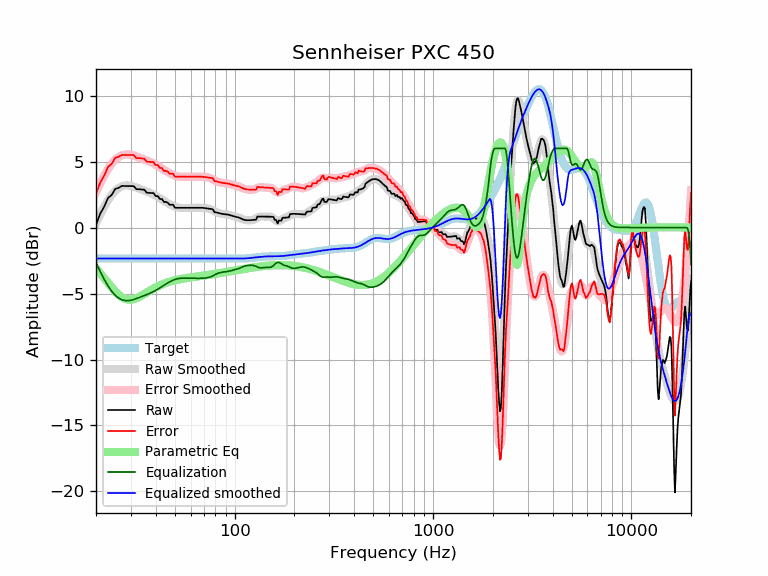 Sennheiser PXC 450
Amplitude (dBr)
10
5
0
−5
−10
−15
−20
Target
Raw Smoothed
Error Smoothed
Raw
Error
Parametric Eq
Equalization
Equalized smoothed
100
1000
10000
Frequency (Hz)